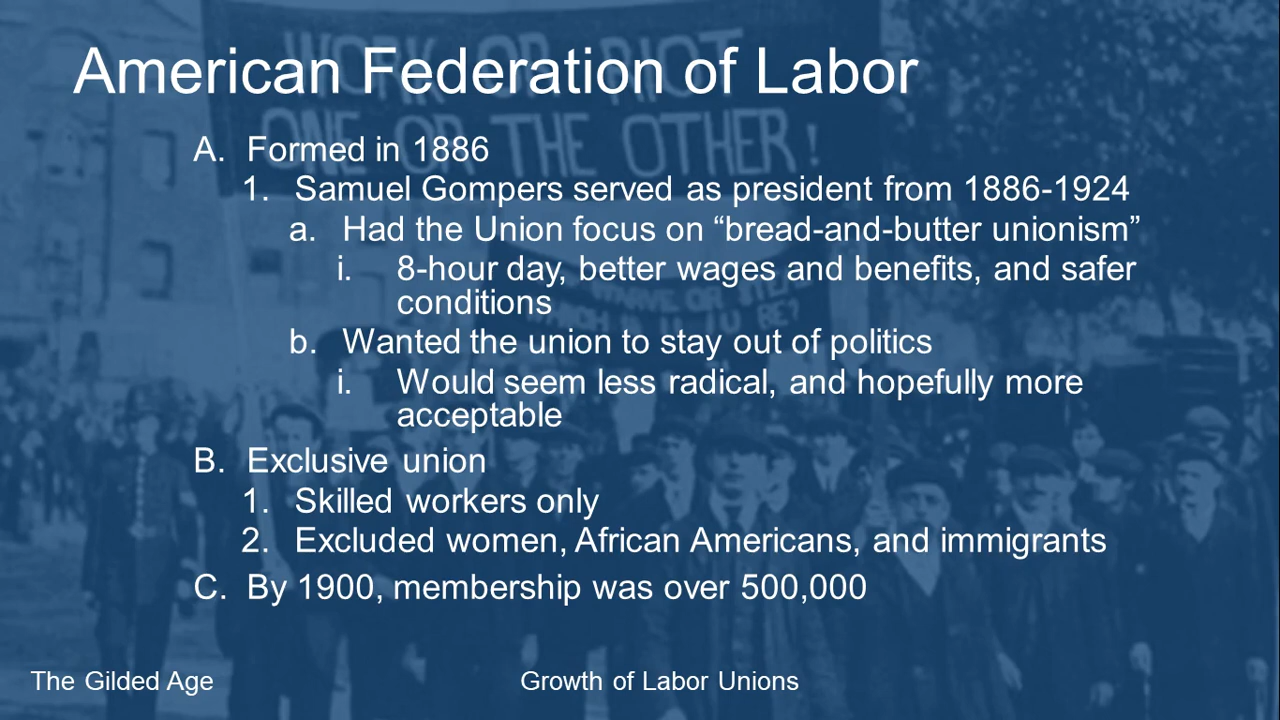 WORK OR RIOT
ONE OR THE OTHER!
American Federation of Labor
A. Formed in 1886
1. Samuel Gompers served as president from 1886-1924
a. Had the Union focus on “bread-and-butter unionism”
i. 8-hour day, better wages and benefits, and safer
conditions
b. Wanted the union to stay out of politics
i. Would seem less radical, and hopefully more
acceptable
B. Exclusive union
1. Skilled workers only
2. Excluded women, African Americans, and immigrants
C. By 1900, membership was over 500,000
The Gilded Age
Growth of Labor Unions